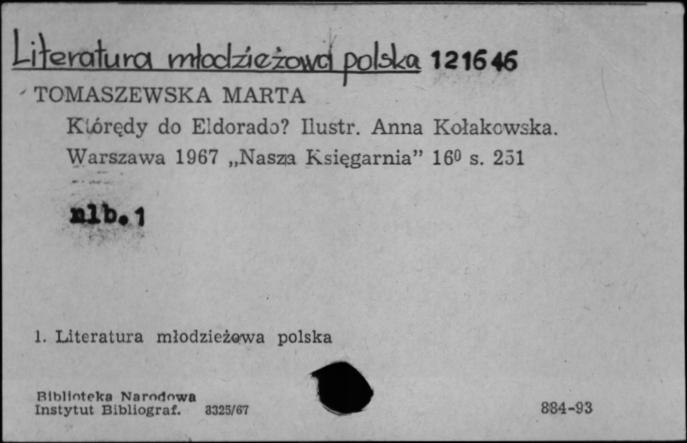 Literatura młodzieżowa polska 121646
TOMASZEWSKA MARTA
Którędy do Eldorado? Ilustr. Anna Kołakowska.
Warszawa 1967 „Nasza Księgarnia” 16⁰ s. 251
nlb. 1
1. Literatura młodzieżowa polska
Biblioteka Narodowa
Instytut Bibliograf. 3325/67 884-93